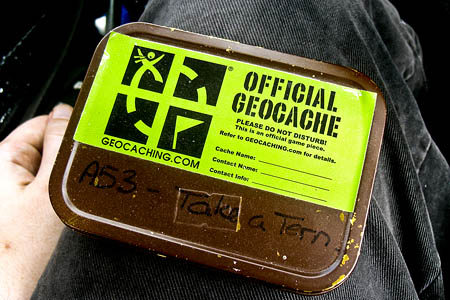 OFFICIAL
GEOCACHE
PLEASE DO NOT DISTURB!
This is an official game piece.
Refer to GEOCACHING.com for details.
Cache Name:
Contact Name:
Contact Info:
GEOCACHING.COM
A53 - Take a Tern